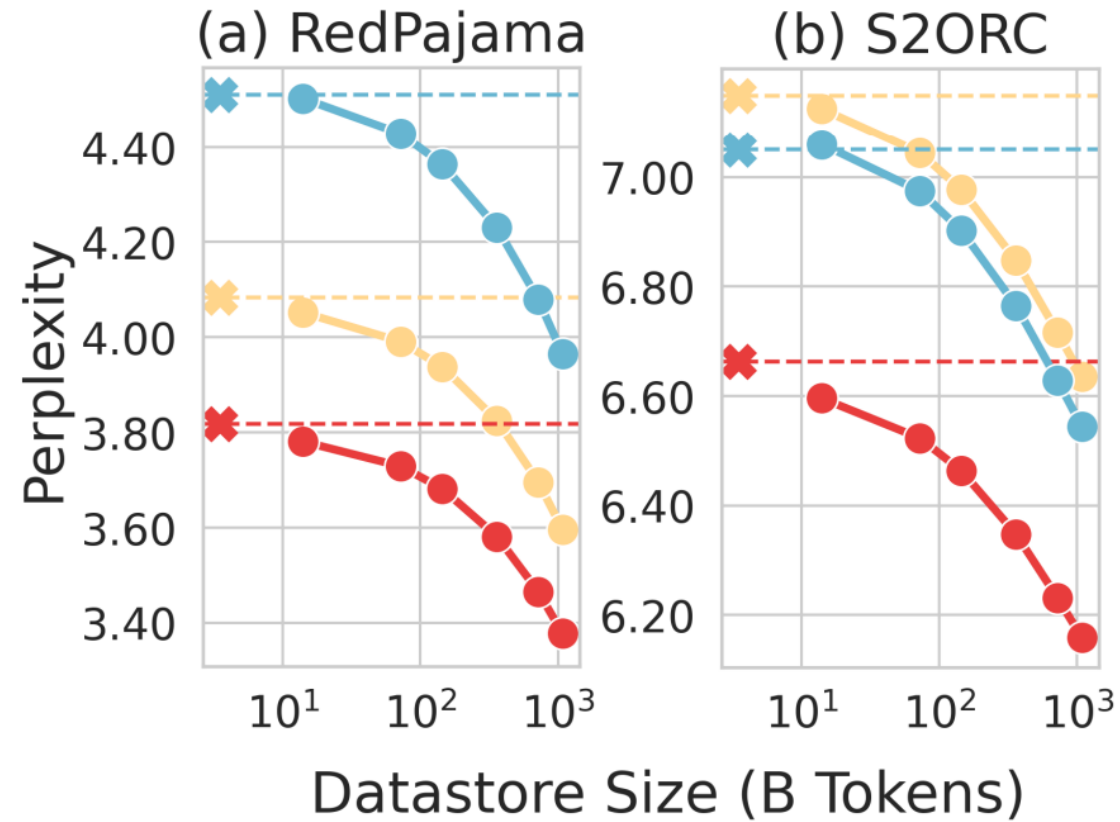 (a) RedPajama
(b) S2ORC
Perplexity
4.40
4.20
4.00
3.80
3.60
3.40
7.00
6.80
6.60
6.40
6.20
10¹ 10² 10³
10¹ 10² 10³
Datastore Size (B Tokens)